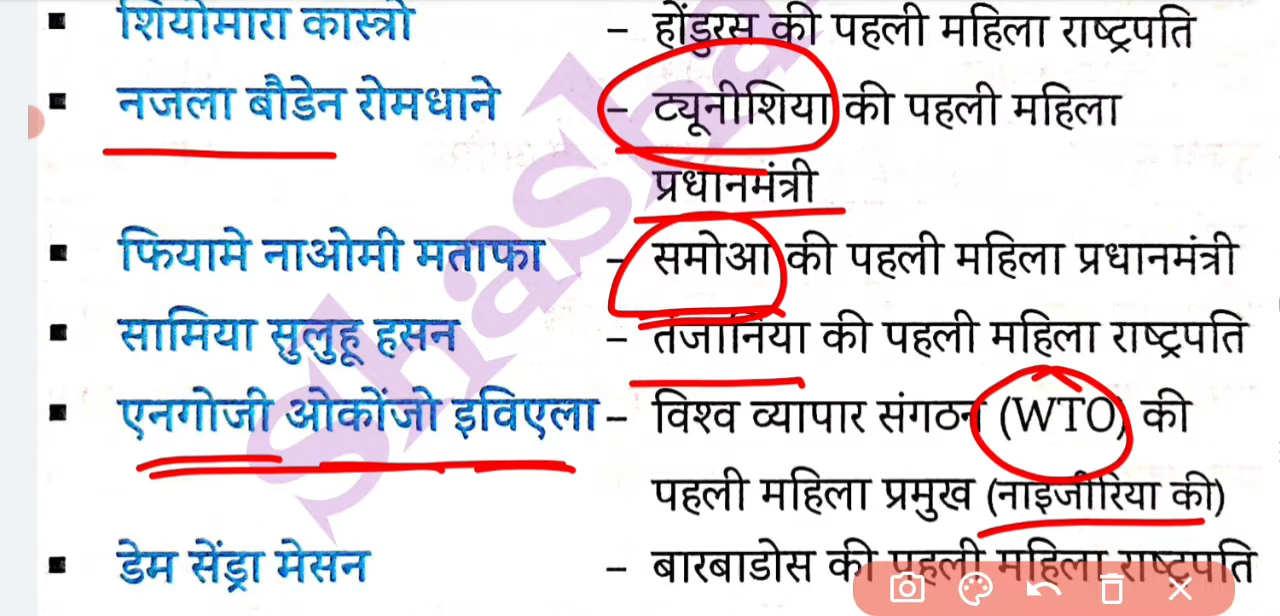 ▪ शियोमारा कास्त्रो – होंडुरस की पहली महिला राष्ट्रपति
▪ नजला बौडेन रोमधाने – ट्यूनीशिया की पहली महिला
प्रधानमंत्री
▪ फियामे नाओमी मताफा – समोआ की पहली महिला प्रधानमंत्री
▪ सामिया सुलुहू हसन – तंजानिया की पहली महिला राष्ट्रपति
▪ एनगोजी ओकोंजो इविएला – विश्व व्यापार संगठन (WTO) की
पहली महिला प्रमुख (नाइजीरिया की)
▪ डेम सेंड्रा मेसन – बारबाडोस की पहली महिला राष्ट्रपति